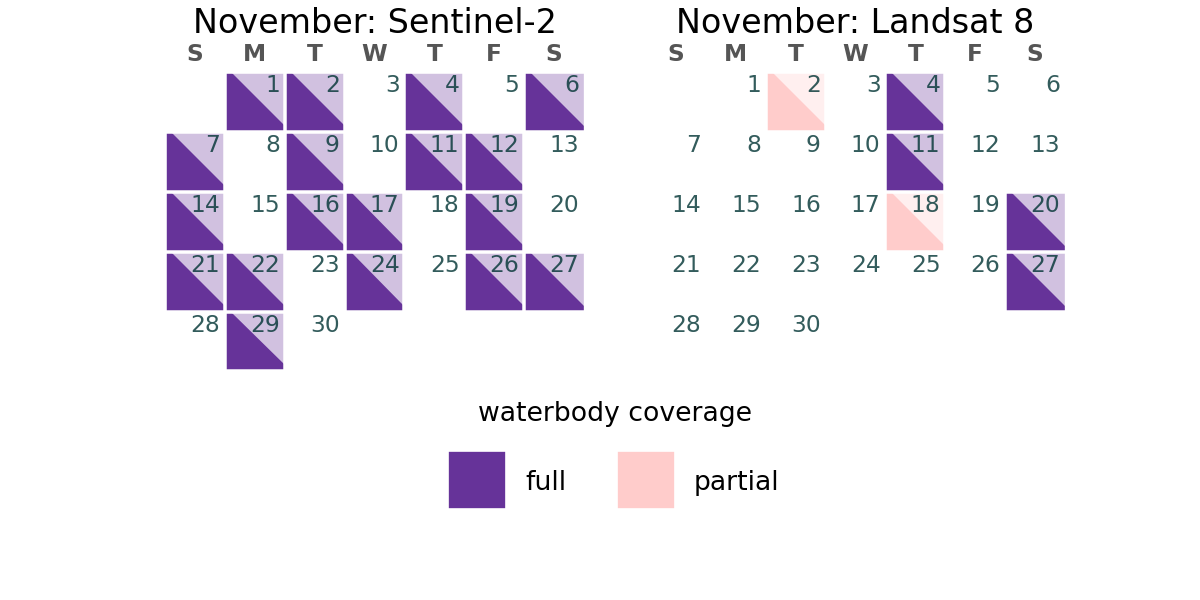 November: Sentinel-2
S M T W T F S
1 2 3 4 5 6
7 8 9 10 11 12 13
14 15 16 17 18 19 20
21 22 23 24 25 26 27
28 29 30
November: Landsat 8
S M T W T F S
1 2 3 4 5 6
7 8 9 10 11 12 13
14 15 16 17 18 19 20
21 22 23 24 25 26 27
28 29 30
waterbody coverage
full partial